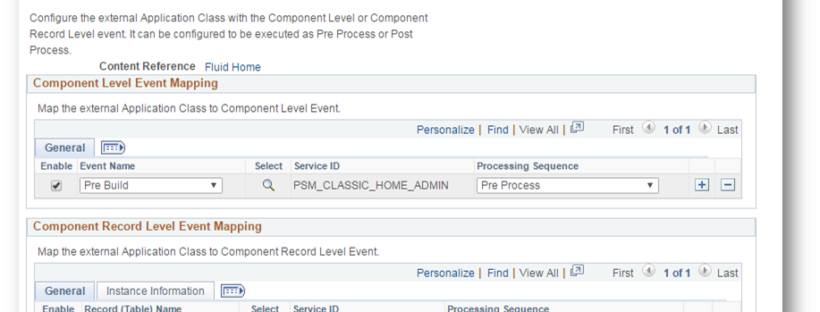 Configure the external Application Class with the Component Level or Component
Record Level event. It can be configured to be executed as Pre Process or Post
Process.
Content Reference Fluid Home
Component Level Event Mapping
Map the external Application Class to Component Level Event.
Personalize | Find | View All | First 1 of 1 Last
General
Enable Event Name Select Service ID Processing Sequence
Pre Build PSM_CLASSIC_HOME_ADMIN Pre Process
Component Record Level Event Mapping
Map the external Application Class to Component Record Level Event.
Personalize | Find | View All | First 1 of 1 Last
General Instance Information
Enable Record (Table) Name Select Service ID Processing Sequence